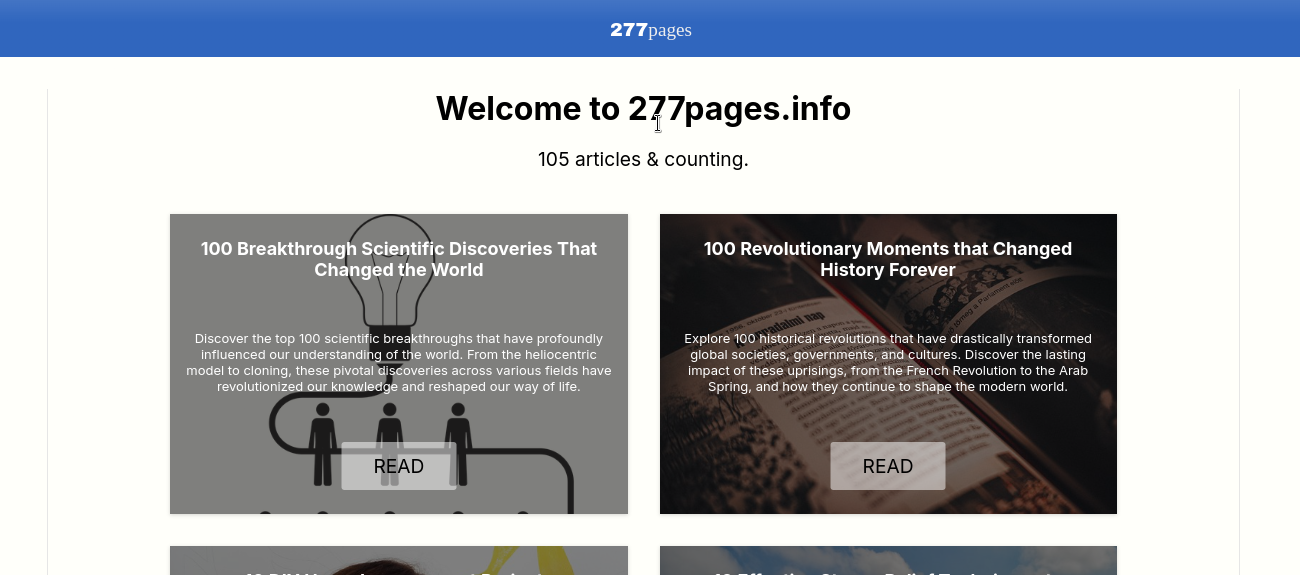 277pages
Welcome to 277pages.info
105 articles & counting.
100 Breakthrough Scientific Discoveries That
Changed the World
Discover the top 100 scientific breakthroughs that have profoundly
influenced our understanding of the world. From the heliocentric
model to cloning, these pivotal discoveries across various fields have
revolutionized our knowledge and reshaped our way of life.
READ
100 Revolutionary Moments that Changed
History Forever
Explore 100 historical revolutions that have drastically transformed
global societies, governments, and cultures. Discover the lasting
impact of these uprisings, from the French Revolution to the Arab
Spring, and how they continue to shape the modern world.
READ